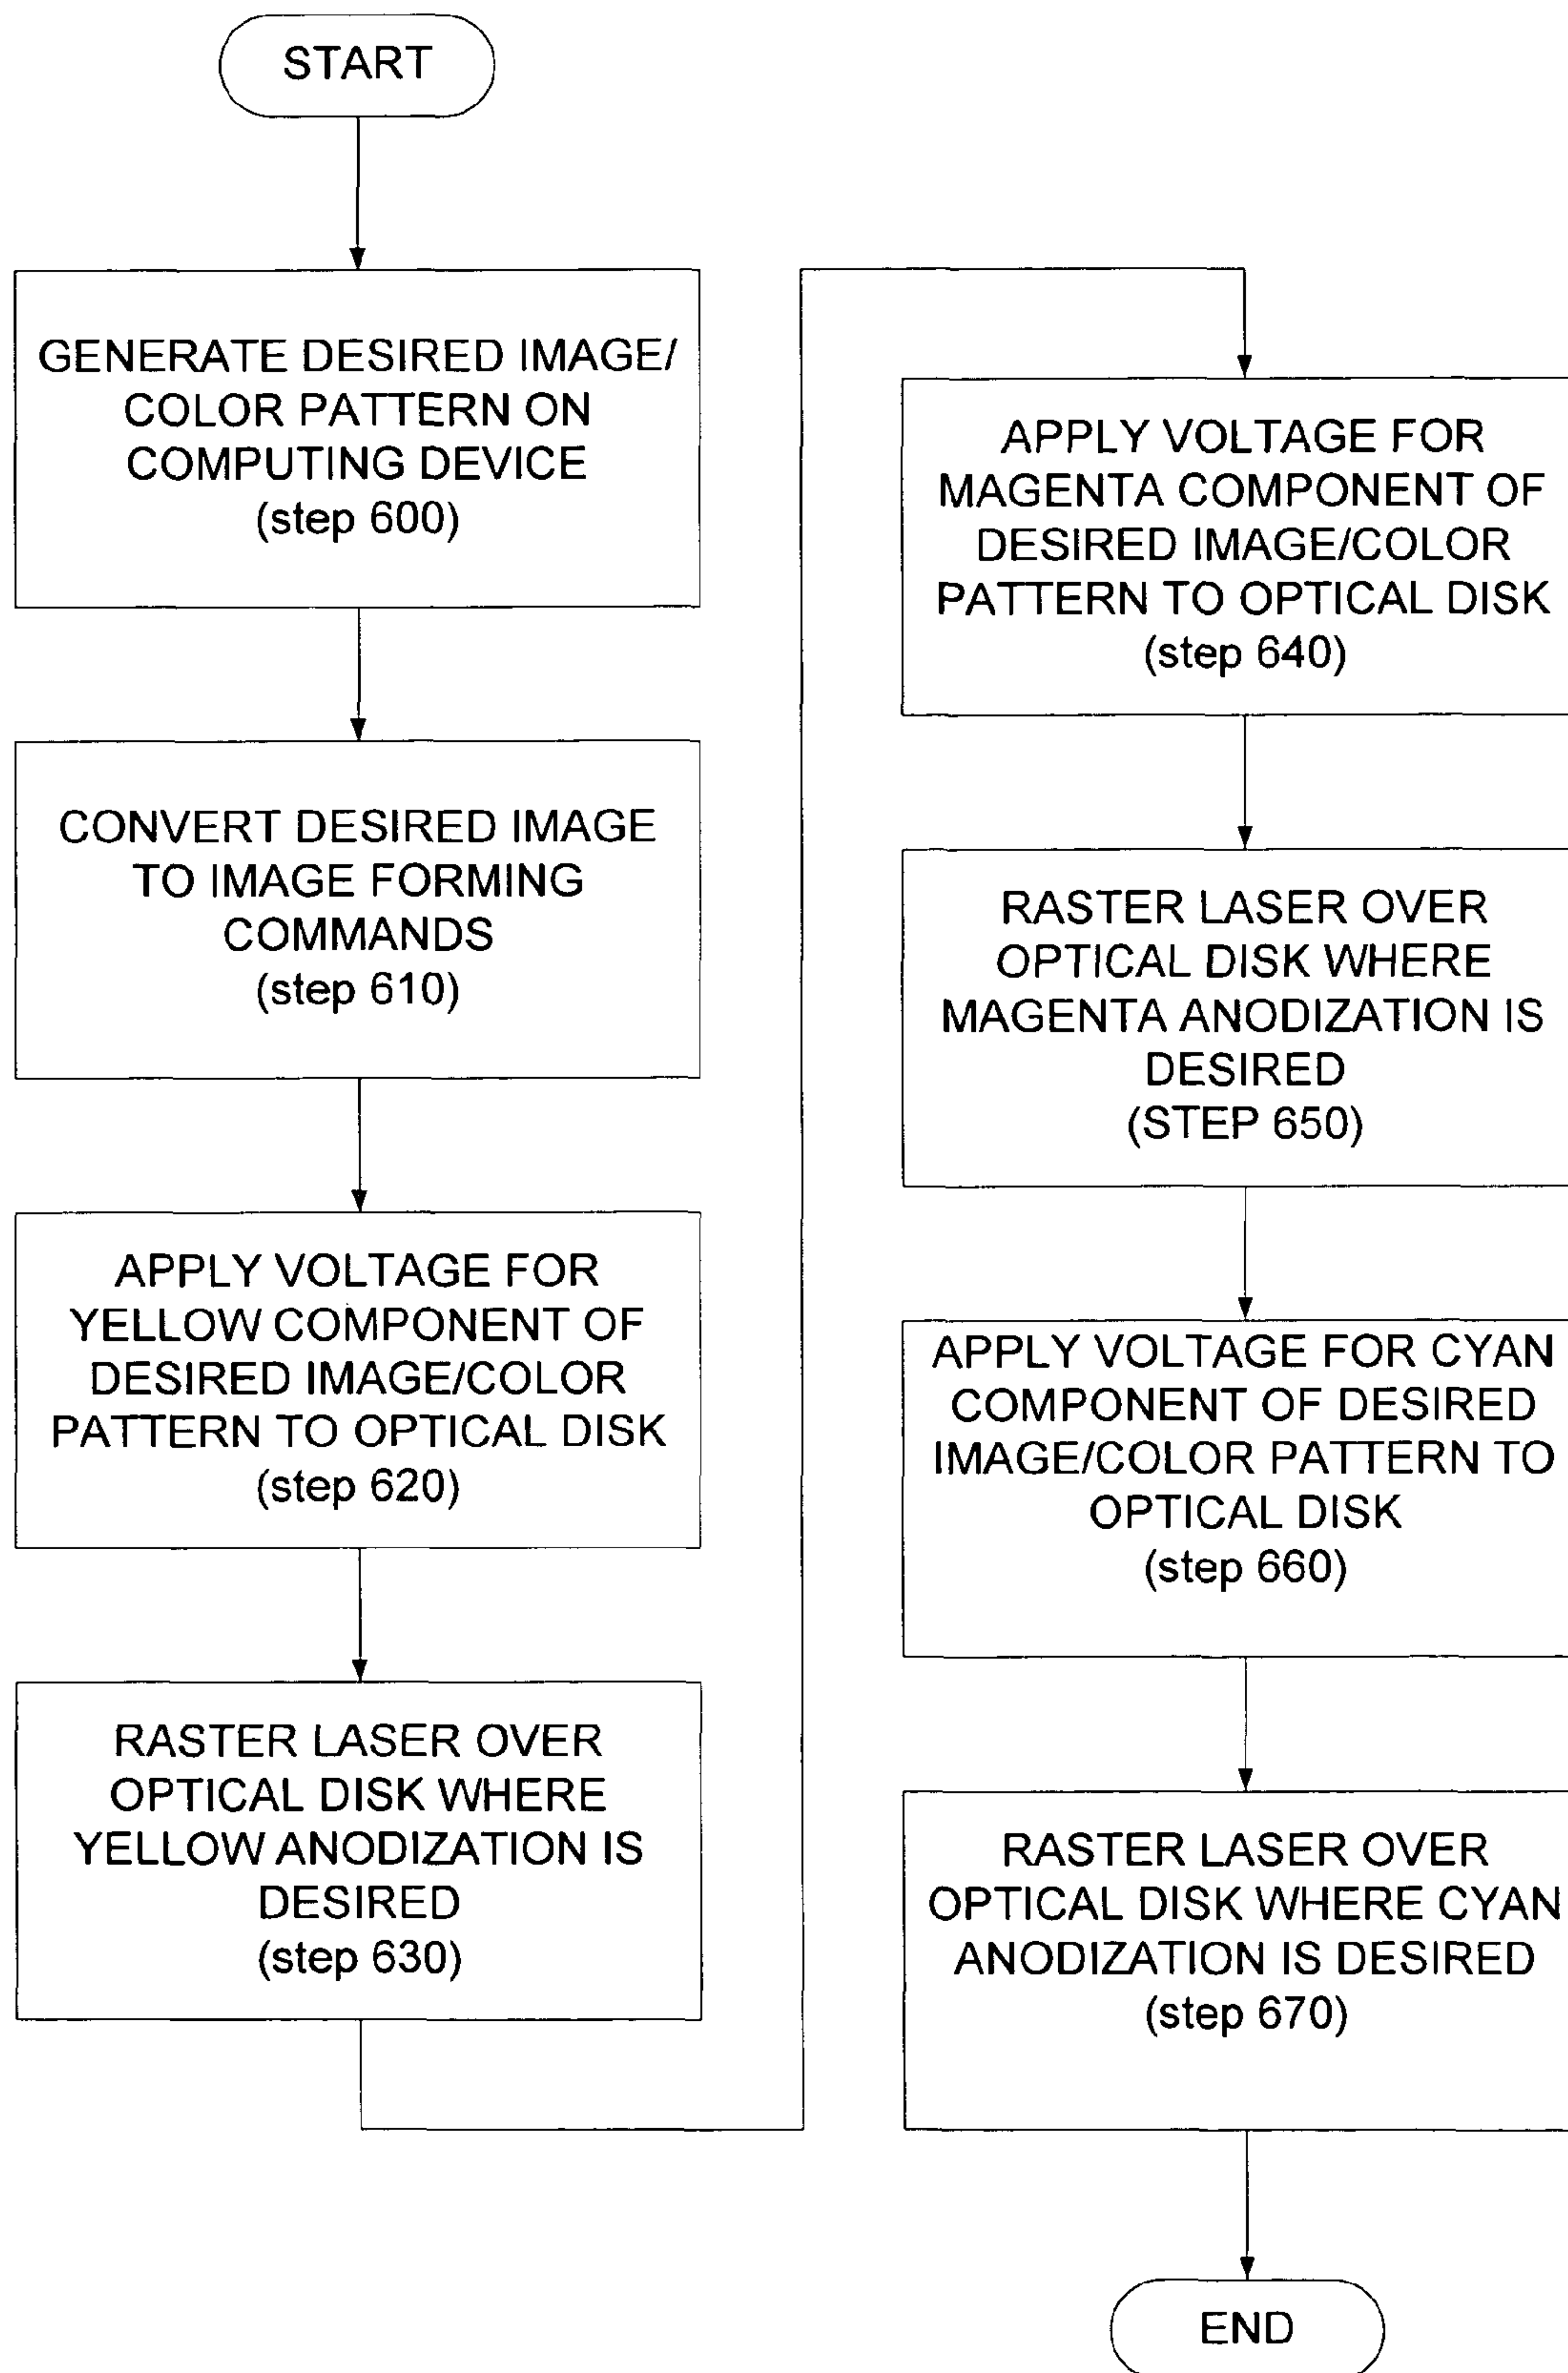 START
GENERATE DESIRED IMAGE/
COLOR PATTERN ON
COMPUTING DEVICE
(step 600)
CONVERT DESIRED IMAGE
TO IMAGE FORMING
COMMANDS
(step 610)
APPLY VOLTAGE FOR
YELLOW COMPONENT OF
DESIRED IMAGE/COLOR
PATTERN TO OPTICAL DISK
(step 620)
RASTER LASER OVER
OPTICAL DISK WHERE
YELLOW ANODIZATION IS
DESIRED
(step 630)
APPLY VOLTAGE FOR
MAGENTA COMPONENT OF
DESIRED IMAGE/COLOR
PATTERN TO OPTICAL DISK
(step 640)
RASTER LASER OVER
OPTICAL DISK WHERE
MAGENTA ANODIZATION IS
DESIRED
(STEP 650)
APPLY VOLTAGE FOR CYAN
COMPONENT OF DESIRED
IMAGE/COLOR PATTERN TO
OPTICAL DISK
(step 660)
RASTER LASER OVER
OPTICAL DISK WHERE CYAN
ANODIZATION IS DESIRED
(step 670)
END